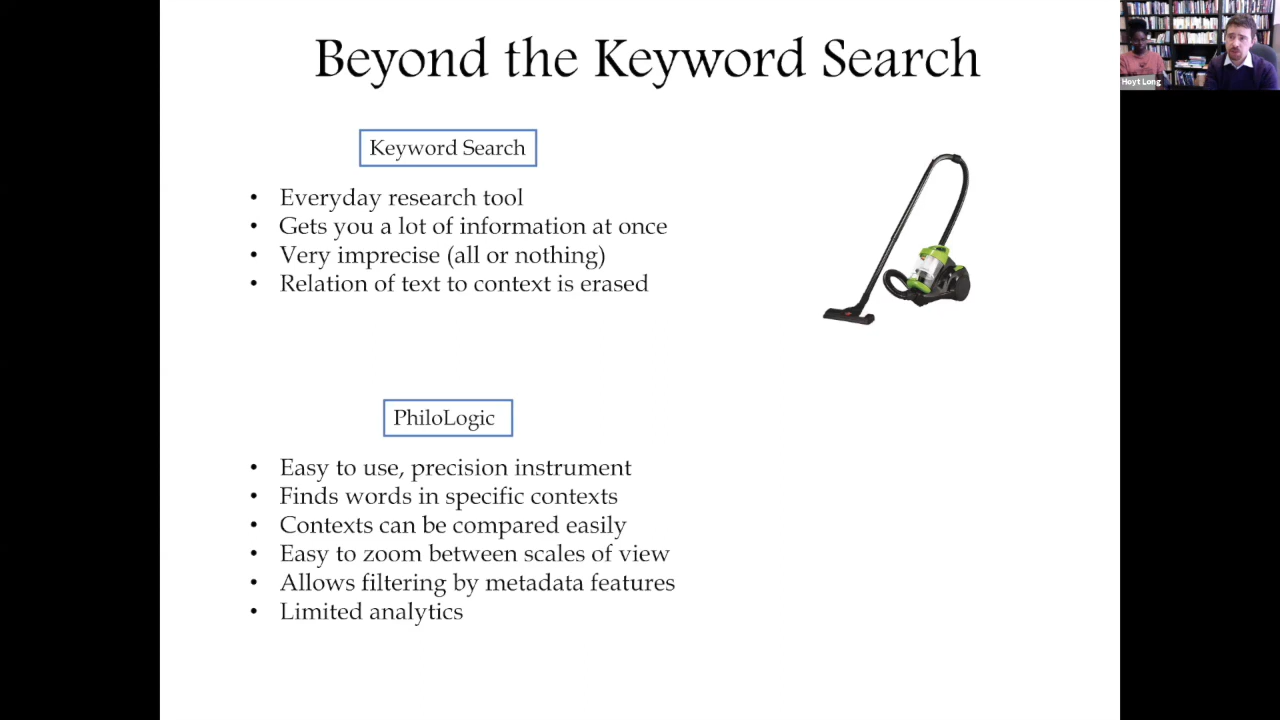 Beyond the Keyword Search
Hoyt Long
Keyword Search
• Everyday research tool
• Gets you a lot of information at once
• Very imprecise (all or nothing)
• Relation of text to context is erased
PhiloLogic
• Easy to use, precision instrument
• Finds words in specific contexts
• Contexts can be compared easily
• Easy to zoom between scales of view
• Allows filtering by metadata features
• Limited analytics